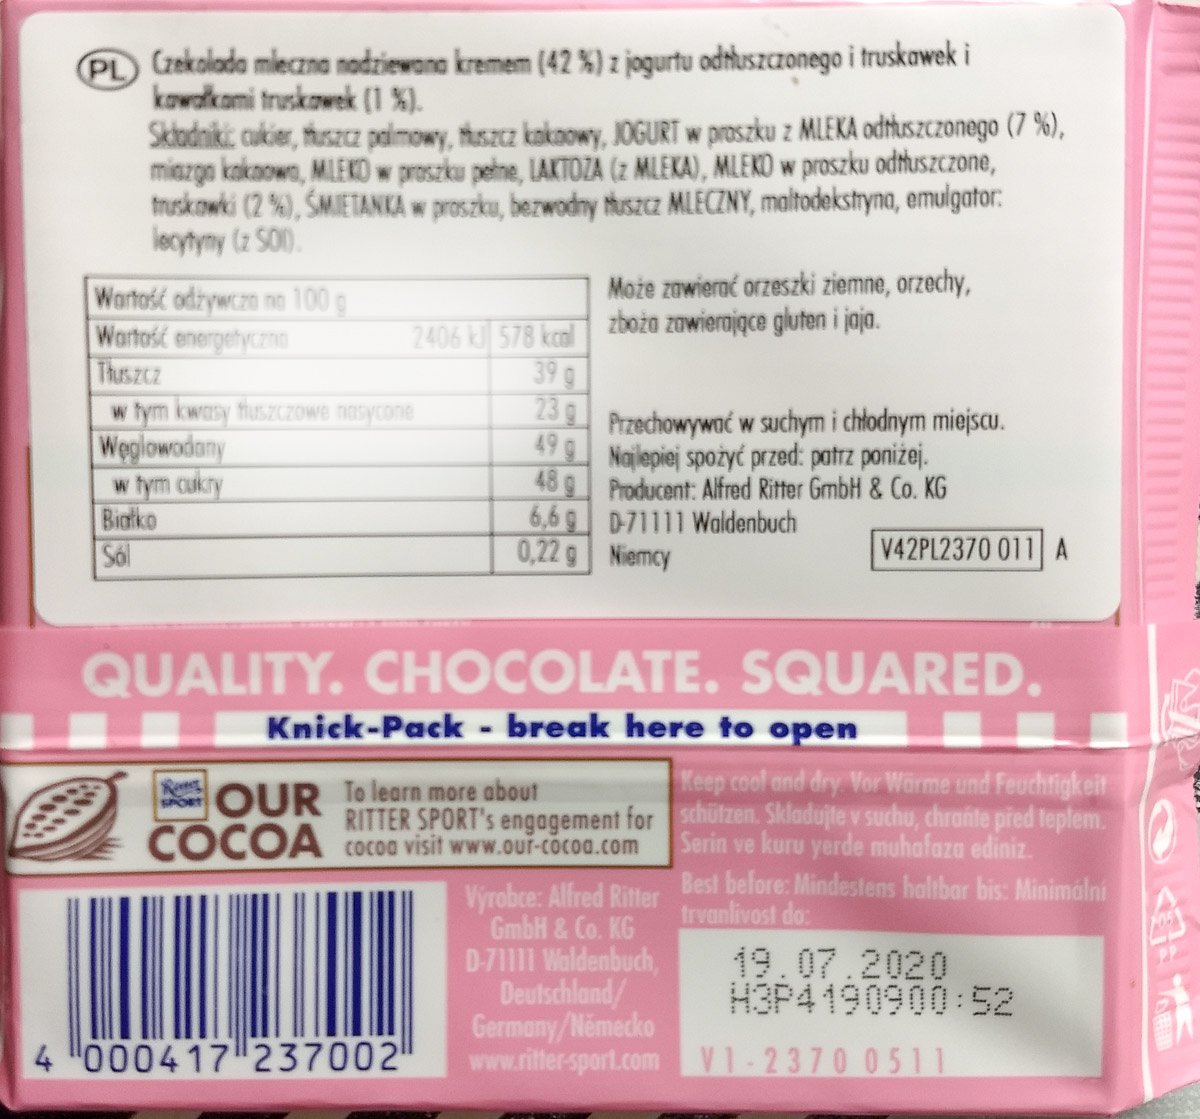 PL Czekolada mleczna nadziewana kremem (42 %) z jogurtu odtłuszczonego i truskawek i
kawałkami truskawek (1 %).
Składniki: cukier, tłuszcz palmowy, tłuszcz kakaowy, JOGURT w proszku z MLEKA odtłuszczonego (7 %),
miazga kakaowa, MLEKO w proszku pełne, LAKTOZA (z MLEKA), MLEKO w proszku odtłuszczone,
truskawki (2 %), ŚMIETANKA w proszku, bezwodny tłuszcz MLECZNY, maltodekstryna, emulgator:
lecytyny (z SOI).
Wartość odżywcza na 100 g
Wartość energetyczna 2406 kJ 578 kcal
Tłuszcz 39 g
w tym kwasy tłuszczowe nasycone 23 g
Węglowodany 49 g
w tym cukry 48 g
Białko 6,6 g
Sól 0,22 g
Może zawierać orzeszki ziemne, orzechy,
zboża zawierające gluten i jaja.
Przechowywać w suchym i chłodnym miejscu.
Najlepiej spożyć przed: patrz poniżej.
Producent: Alfred Ritter GmbH & Co. KG
D-71111 Waldenbuch
Niemcy
V42PL2370 011 A
QUALITY. CHOCOLATE. SQUARED.
Knick-Pack - break here to open
Ritter SPORT
OUR
COCOA
To learn more about
RITTER SPORT's engagement for
cocoa visit www.our-cocoa.com
Keep cool and dry. Vor Wärme und Feuchtigkeit
schützen. Skladujte v suchu, chraňte před teplem.
Serin ve kuru yerde muhafaza ediniz.
Best before: Mindestens haltbar bis: Minimální
trvanlivost do:
19.07.2020
H3P4190900:52
V1-2370 0511
Výrobce: Alfred Ritter
GmbH & Co. KG
D-71111 Waldenbuch,
Deutschland/
Germany/Německo
www.ritter-sport.com
4 000417 237002
05
PP